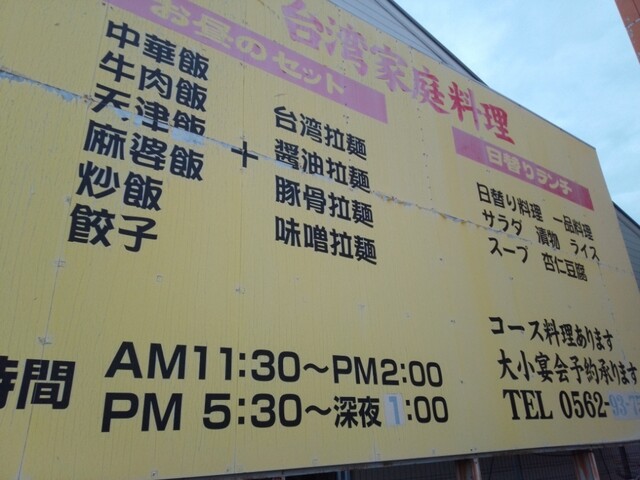 台湾家庭料理
お昼のセット
中華飯
牛肉飯
天津飯
麻婆飯
炒飯
餃子
+
台湾拉麺
醤油拉麺
豚骨拉麺
味噌拉麺
日替りランチ
日替り料理 一品料理
サラダ 漬物 ライス
スープ 杏仁豆腐
時間 AM11:30～PM2:00
PM 5:30～深夜1:00
コース料理あります
大小宴会予約承ります
TEL 0562-93-7